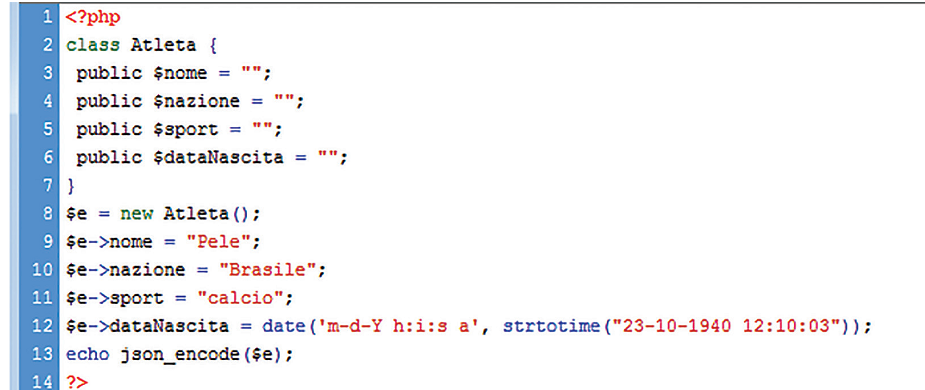 1 <?php
2 class Atleta {
3 public $nome = "";
4 public $nazione = "";
5 public $sport = "";
6 public $dataNascita = "";
7 }
8 $e = new Atleta();
9 $e->nome = "Pele";
10 $e->nazione = "Brasile";
11 $e->sport = "calcio";
12 $e->dataNascita = date('m-d-Y h:i:s a', strtotime("23-10-1940 12:10:03"));
13 echo json_encode($e);
14 ?>